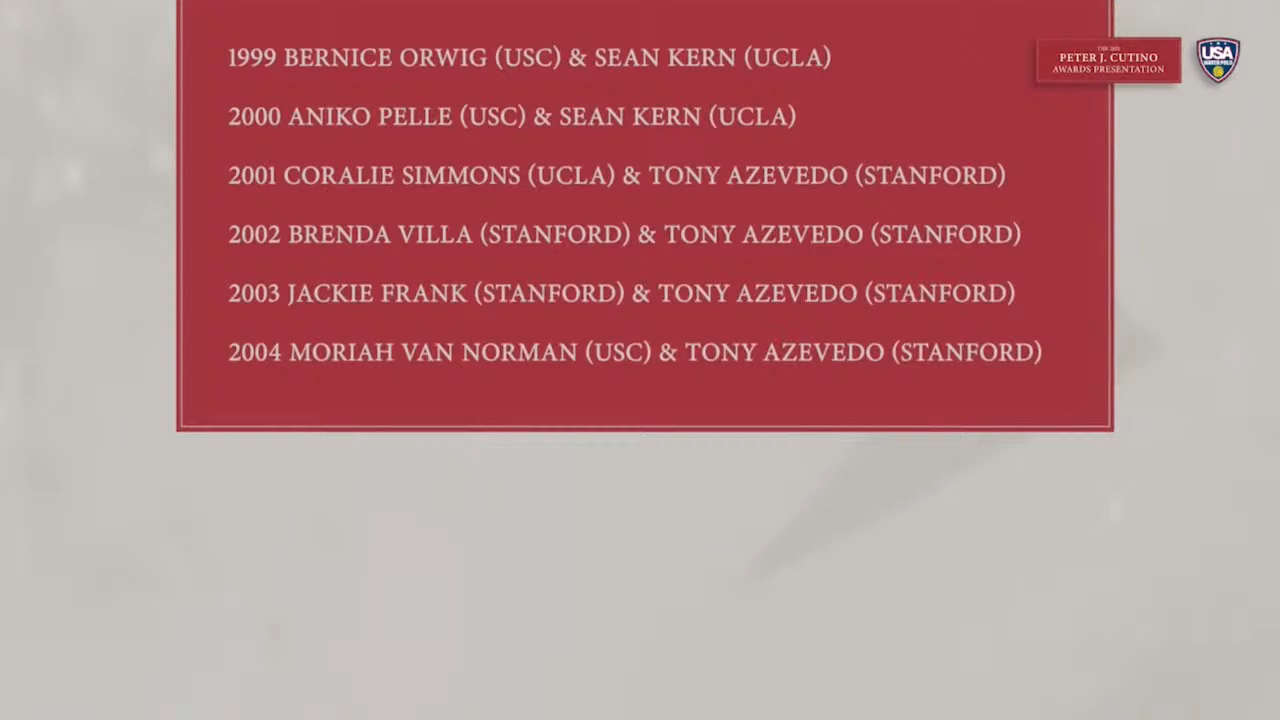 1999 BERNICE ORWIG (USC) & SEAN KERN (UCLA)
2000 ANIKO PELLE (USC) & SEAN KERN (UCLA)
2001 CORALIE SIMMONS (UCLA) & TONY AZEVEDO (STANFORD)
2002 BRENDA VILLA (STANFORD) & TONY AZEVEDO (STANFORD)
2003 JACKIE FRANK (STANFORD) & TONY AZEVEDO (STANFORD)
2004 MORIAH VAN NORMAN (USC) & TONY AZEVEDO (STANFORD)
PETER J. CUTINO
AWARDS PRESENTATION
USA
WATER POLO